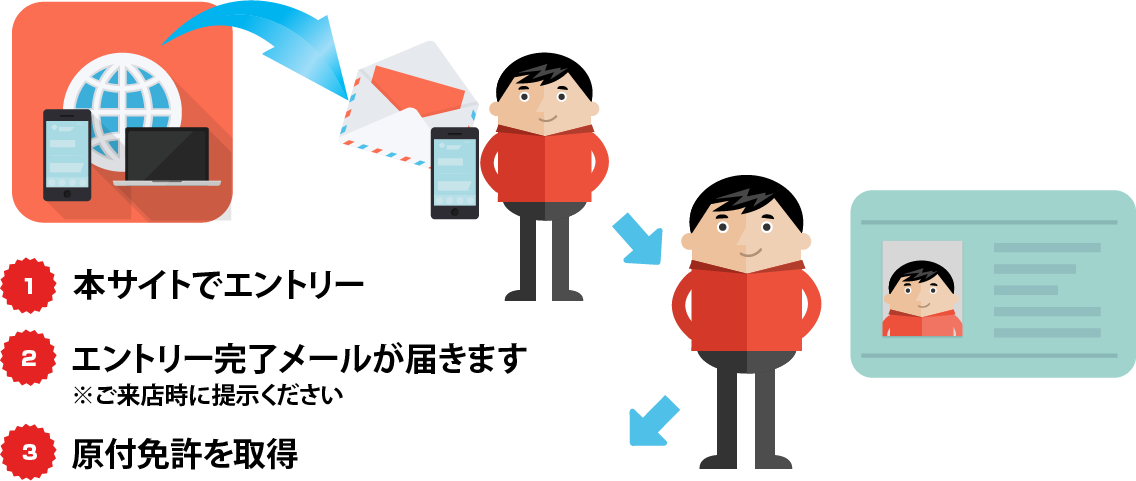 1 本サイトでエントリー
2 エントリー完了メールが届きます
※ご来店時に提示ください
3 原付免許を取得